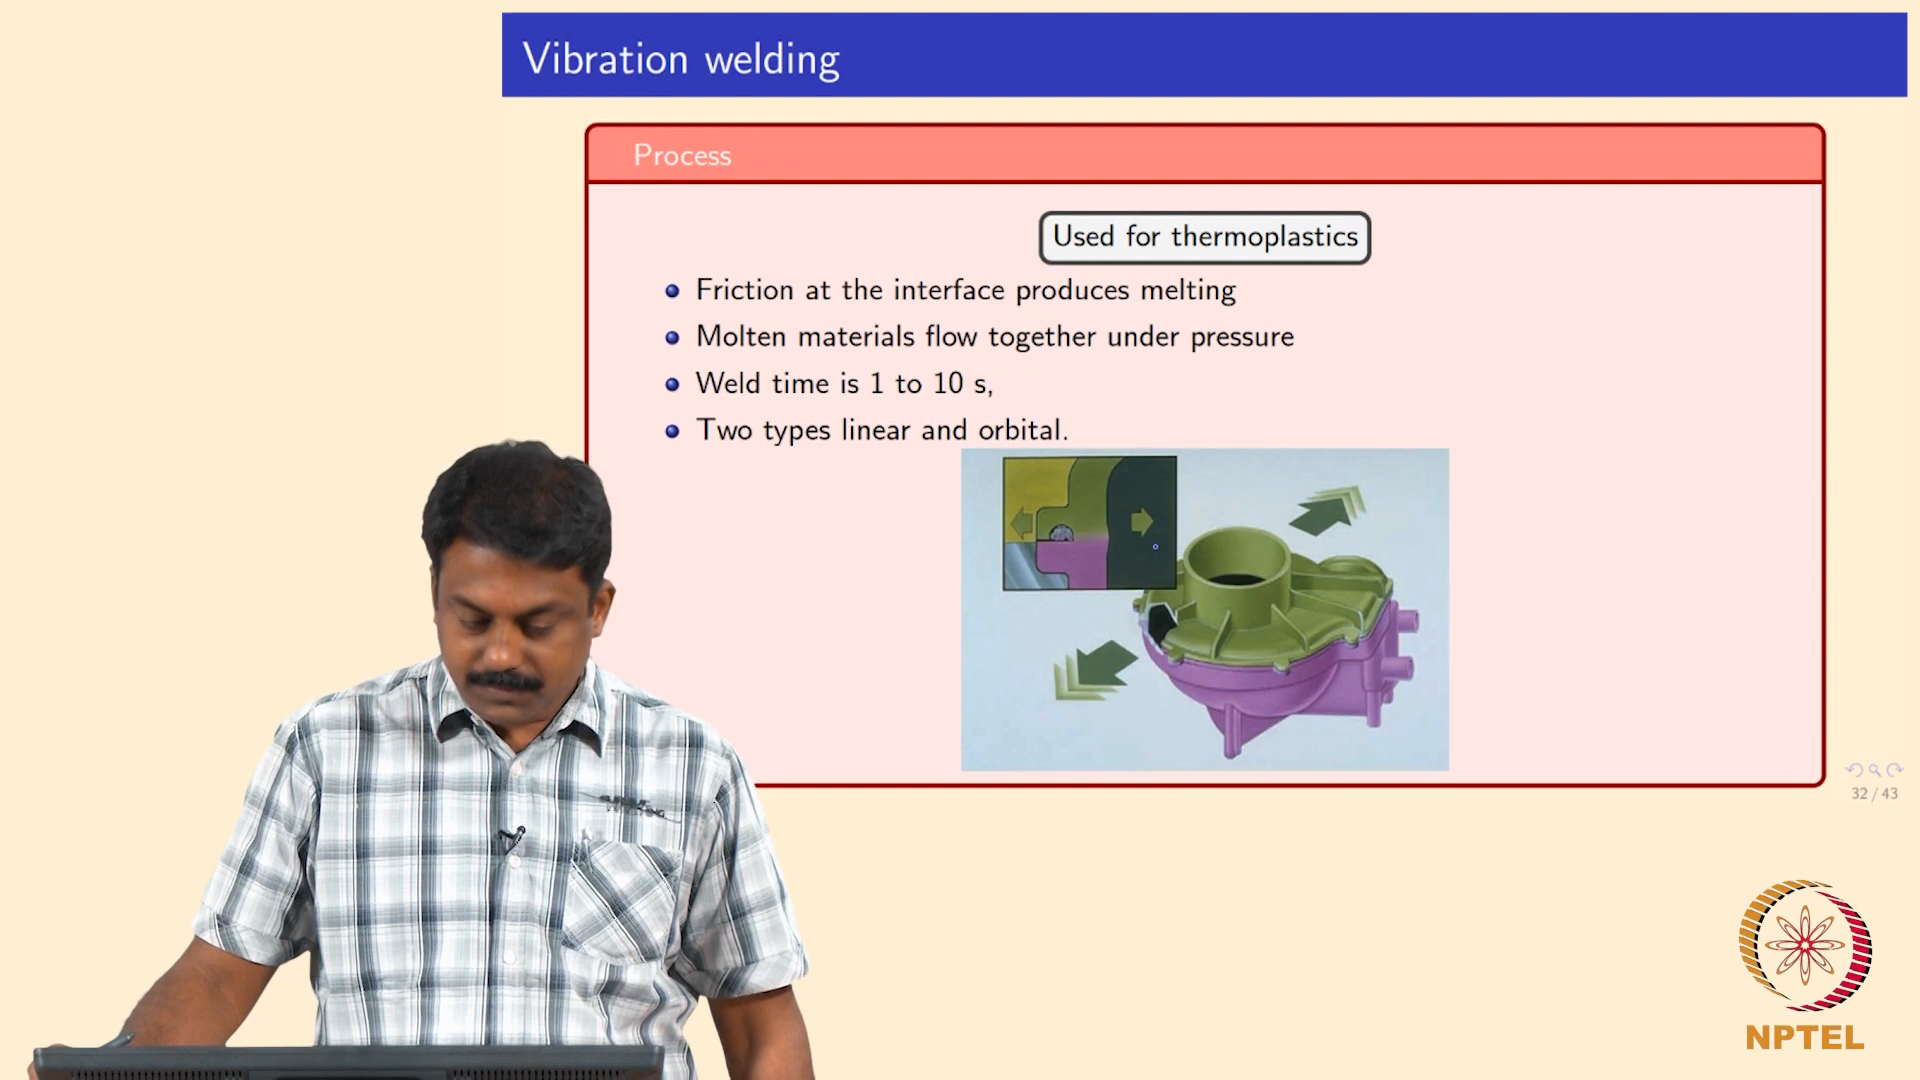 Vibration welding
Process
Used for thermoplastics
Friction at the interface produces melting
Molten materials flow together under pressure
Weld time is 1 to 10 s,
Two types linear and orbital.
32 / 43
NPTEL